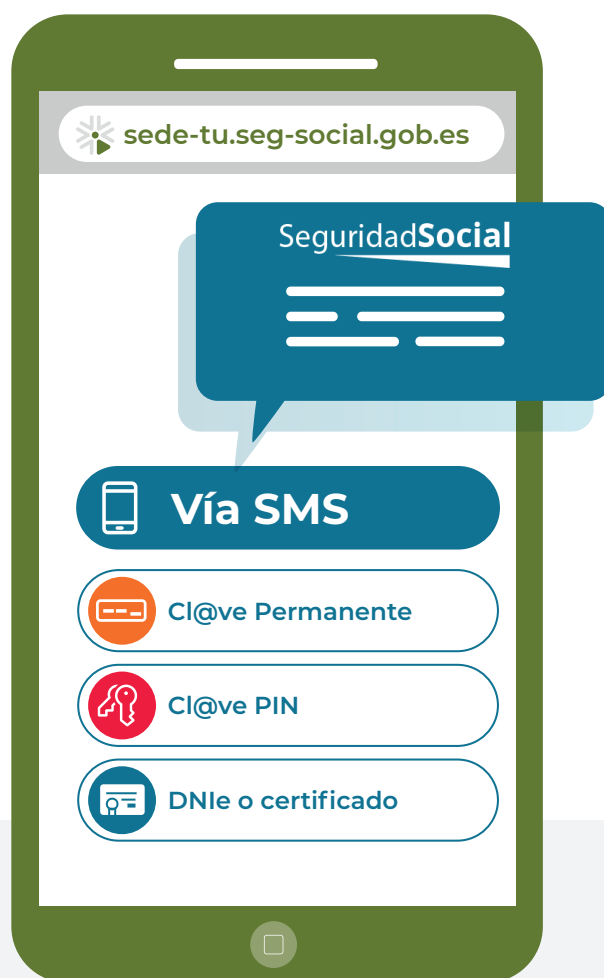 sede-tu.seg-social.gob.es
SeguridadSocial
Vía SMS
Cl@ve Permanente
Cl@ve PIN
DNIe o certificado